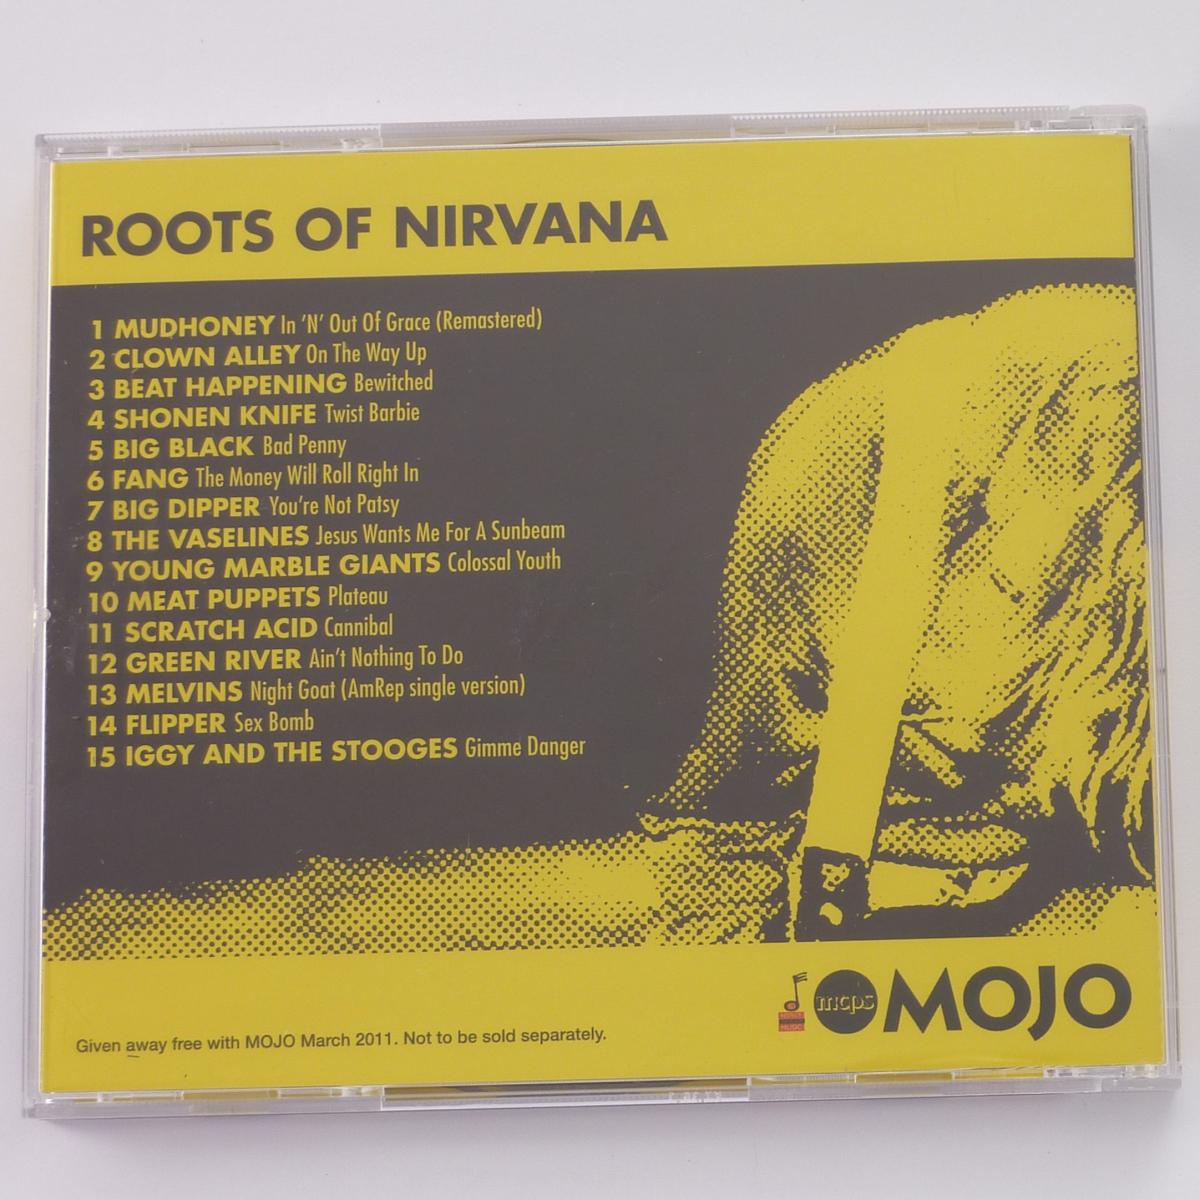 ROOTS OF NIRVANA
1 MUDHONEY In 'N' Out Of Grace (Remastered)
2 CLOWN ALLEY On The Way Up
3 BEAT HAPPENING Bewitched
4 SHONEN KNIFE Twist Barbie
5 BIG BLACK Bad Penny
6 FANG The Money Will Roll Right In
7 BIG DIPPER You're Not Patsy
8 THE VASELINES Jesus Wants Me For A Sunbeam
9 YOUNG MARBLE GIANTS Colossal Youth
10 MEAT PUPPETS Plateau
11 SCRATCH ACID Cannibal
12 GREEN RIVER Ain't Nothing To Do
13 MELVINS Night Goat (AmRep single version)
14 FLIPPER Sex Bomb
15 IGGY AND THE STOOGES Gimme Danger
mcps MOJO
MUSIC
Given away free with MOJO March 2011. Not to be sold separately.